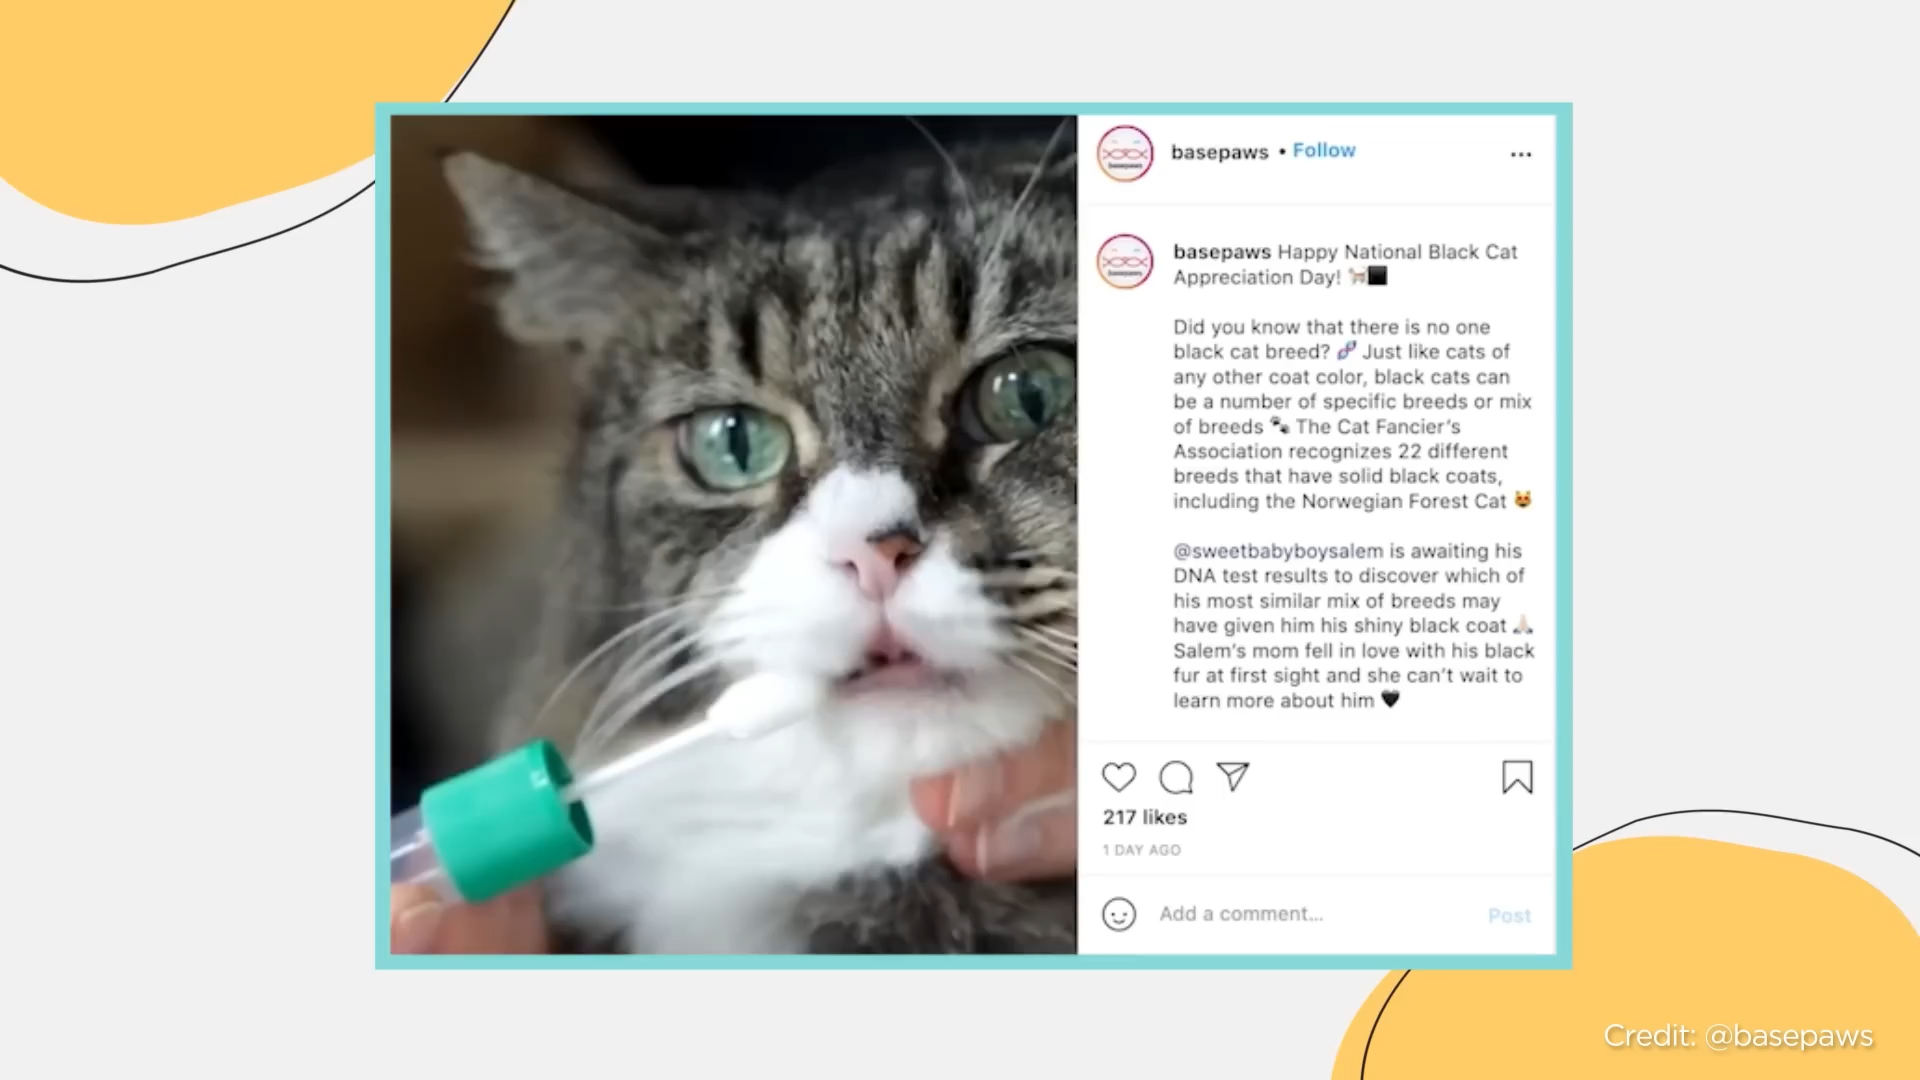 basepaws • Follow
basepaws Happy National Black Cat
Appreciation Day! 🐈‍⬛
Did you know that there is no one
black cat breed? 🧬 Just like cats of
any other coat color, black cats can
be a number of specific breeds or mix
of breeds 🐾 The Cat Fancier's
Association recognizes 22 different
breeds that have solid black coats,
including the Norwegian Forest Cat 😻
@sweetbabyboysalem is awaiting his
DNA test results to discover which of
his most similar mix of breeds may
have given him his shiny black coat 🙏🏻
Salem's mom fell in love with his black
fur at first sight and she can't wait to
learn more about him 🖤
217 likes
1 DAY AGO
Add a comment...
Post
Credit: @basepaws